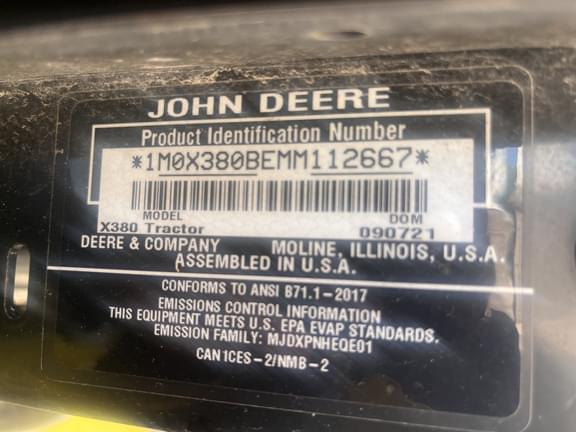 JOHN DEERE
Product Identification Number
*1M0X380BEMM112667*
MODEL DOM
X380 Tractor 090721
DEERE & COMPANY MOLINE, ILLINOIS, U.S.A.
ASSEMBLED IN U.S.A.
CONFORMS TO ANSI B71.1-2017
EMISSIONS CONTROL INFORMATION
THIS EQUIPMENT MEETS U.S. EPA EVAP STANDARDS.
EMISSION FAMILY: MJDXPNHEQE01
CAN ICES-2/NMB-2